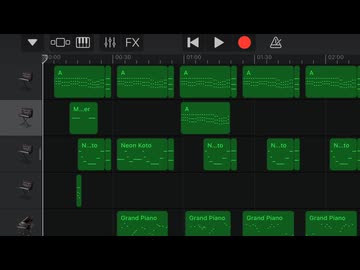 FX
00:00 00:30 01:00 01:30 02:00
A A A A A
M...er A
N...to Neon Koto N...to N...to N...to
Grand Piano Grand Piano Grand Piano Grand Piano